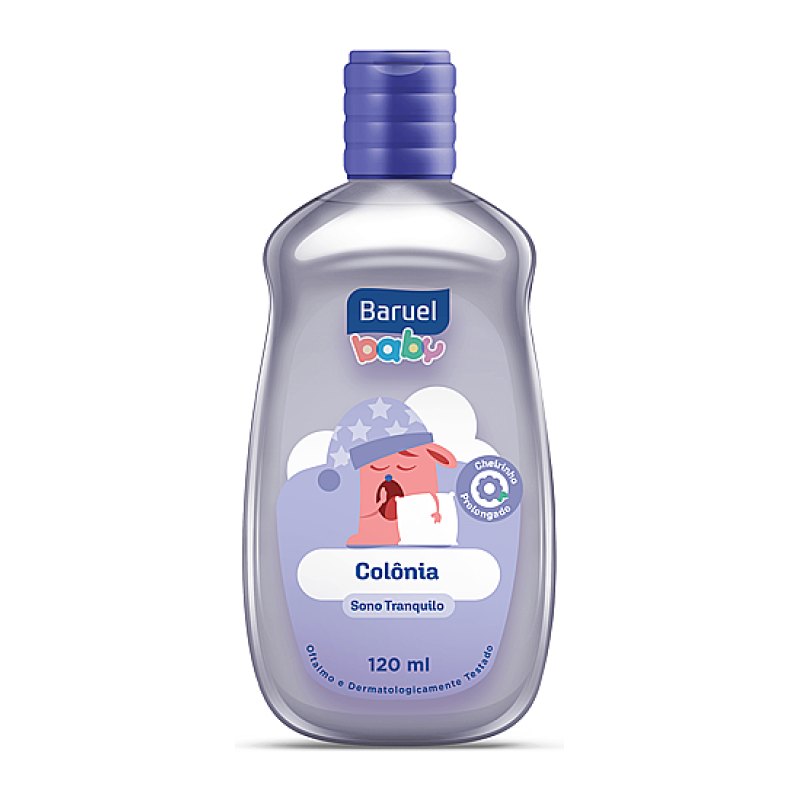 Baruel
baby
Cheirinho
Prolongado
Colônia
Sono Tranquilo
120 ml
Oftalmo e Dermatologicamente Testado